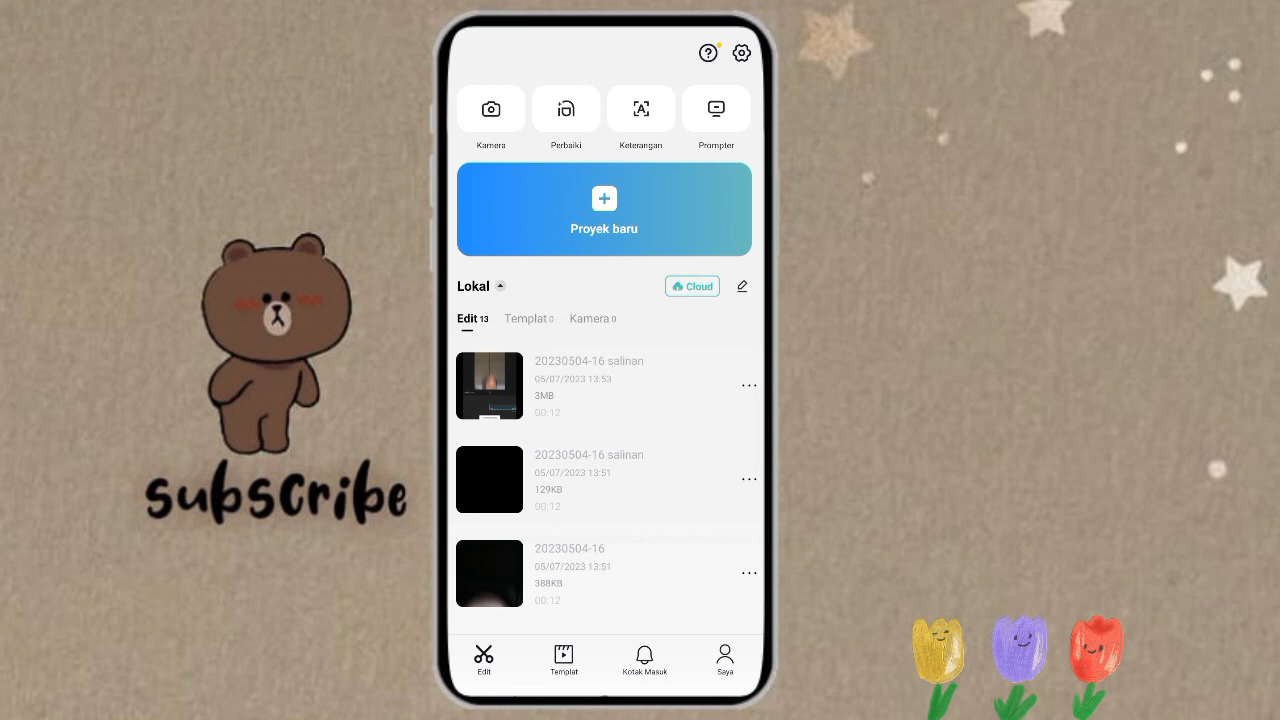 Kamera
Perbaiki
Keterangan
Prompter
Proyek baru
Lokal
Cloud
Edit 13
Templat 0
Kamera 0
20230504-16 salinan
05/07/2023 13:53
3MB
00:12
20230504-16 salinan
05/07/2023 13:51
129KB
00:12
20230504-16
05/07/2023 13:51
388KB
00:12
Edit
Templat
Kotak Masuk
Saya
subscribe